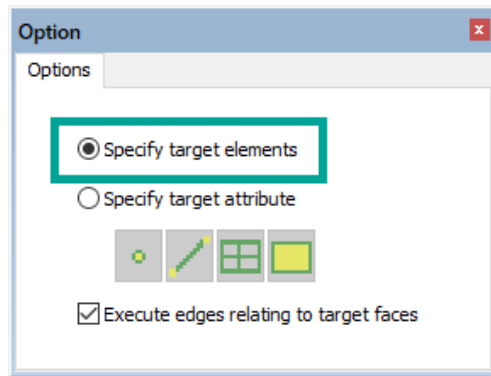 Option
Options
Specify target elements
Specify target attribute
Execute edges relating to target faces